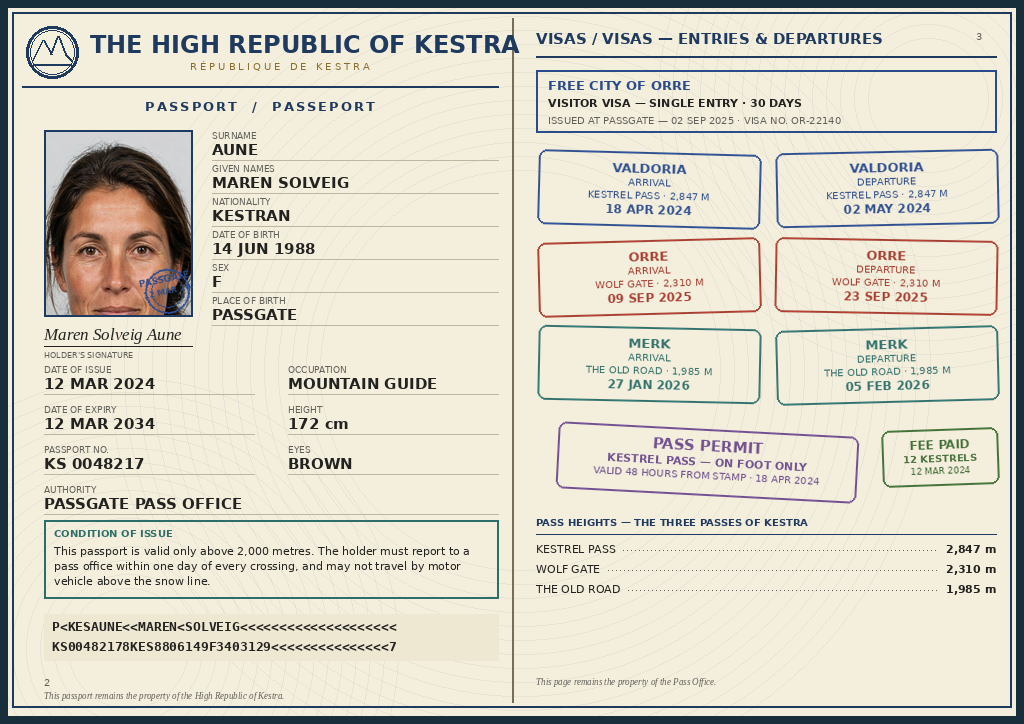 THE HIGH REPUBLIC OF KESTRA
RÉPUBLIQUE DE KESTRA
PASSPORT / PASSEPORT
SURNAME
AUNE
GIVEN NAMES
MAREN SOLVEIG
NATIONALITY
KESTRAN
DATE OF BIRTH
14 JUN 1988
SEX
F
PLACE OF BIRTH
PASSGATE
PASSGATE
12 MAR
Maren Solveig Aune
HOLDER'S SIGNATURE
DATE OF ISSUE
12 MAR 2024
OCCUPATION
MOUNTAIN GUIDE
DATE OF EXPIRY
12 MAR 2034
HEIGHT
172 cm
PASSPORT NO.
KS 0048217
EYES
BROWN
AUTHORITY
PASSGATE PASS OFFICE
CONDITION OF ISSUE
This passport is valid only above 2,000 metres. The holder must report to a
pass office within one day of every crossing, and may not travel by motor
vehicle above the snow line.
P<KESAUNE<<MAREN<SOLVEIG<<<<<<<<<<<<<<<<<<<<
KS00482178KES8806149F3403129<<<<<<<<<<<<<<<7
2
This passport remains the property of the High Republic of Kestra.
VISAS / VISAS — ENTRIES & DEPARTURES
3
FREE CITY OF ORRE
VISITOR VISA — SINGLE ENTRY · 30 DAYS
ISSUED AT PASSGATE — 02 SEP 2025 · VISA NO. OR-22140
VALDORIA
ARRIVAL
KESTREL PASS · 2,847 M
18 APR 2024
VALDORIA
DEPARTURE
KESTREL PASS · 2,847 M
02 MAY 2024
ORRE
ARRIVAL
WOLF GATE · 2,310 M
09 SEP 2025
ORRE
DEPARTURE
WOLF GATE · 2,310 M
23 SEP 2025
MERK
ARRIVAL
THE OLD ROAD · 1,985 M
27 JAN 2026
MERK
DEPARTURE
THE OLD ROAD · 1,985 M
05 FEB 2026
PASS PERMIT
KESTREL PASS — ON FOOT ONLY
VALID 48 HOURS FROM STAMP · 18 APR 2024
FEE PAID
12 KESTRELS
12 MAR 2024
PASS HEIGHTS — THE THREE PASSES OF KESTRA
KESTREL PASS 2,847 m
WOLF GATE 2,310 m
THE OLD ROAD 1,985 m
This page remains the property of the Pass Office.